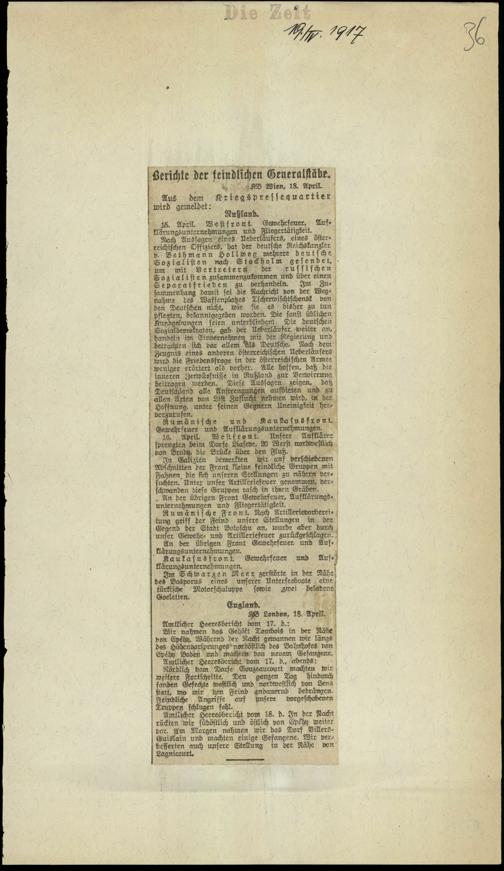 Die Zeit
19/IV. 1917
36
Berichte der feindlichen Generalstäbe.
KB Wien, 18. April.
Aus dem Kriegspressequartier
wird gemeldet:
Rußland.
15. April. Westfront. Gewehrfeuer, Auf-
klärungsunternehmungen und Fliegertätigkeit.
Nach Aussagen eines Ueberläufers, eines öster-
reichischen Offiziers, hat der deutsche Reichskanzler
v. Bethmann Hollweg mehrere deutsche
Sozialisten nach Stockholm gesendet,
um mit Vertretern der russischen
Sozialisten zusammenzukommen und über einen
Separatfrieden zu verhandeln. Im Zu-
sammenhang damit sei die Nachricht von der Weg-
nahme des Waffenplatzes Tscherwischtschensk von
den Deutschen nicht, wie sie es bisher zu tun
pflegten, bekanntgegeben worden. Die sonst üblichen
Kundgebungen seien unterblieben. Die deutschen
Sozialdemokraten, gab der Ueberläufer weiter an,
handeln im Einvernehmen mit der Regierung und
betrachten sich vor allem als Deutsche. Nach dem
Zeugnis eines anderen österreichischen Ueberläufers
wird die Friedensfrage in der österreichischen Armee
weniger erörtert als vorher. Alle hoffen, daß die
inneren Zerwürfnisse in Rußland zur Verwirrung
beitragen werden. Diese Aussagen zeigen, daß
Deutschland alle Anstrengungen aufbieten und zu
allen Arten von List Zuflucht nehmen wird, in der
Hoffnung, unter seinen Gegnern Uneinigkeit her-
vorzurufen.
Rumänische und Kaukasusfront.
Gewehrfeuer und Aufklärungsunternehmungen.
16. April. Westfront. Unsere Aufklärer
sprengten beim Dorfe 20 Werst nordwestlich
von Brody, die Brücke über den Fluß.
In Galizien bemerkten wir auf verschiedenen
Abschnitten der Front kleine feindliche Gruppen mit
Fahnen, die sich unseren Stellungen zu nähern ver-
suchten. Unter unser Artilleriefeuer genommen, ver-
schwanden diese Gruppen rasch in ihren Gräben.
An der übrigen Front Gewehrfeuer, Aufklärungs-
unternehmungen und Fliegertätigkeit.
Rumänische Front. Nach Artillerievorberei-
tung griff der Feind unsere Stellungen in der
Gegend der Stadt an, wurde aber durch
unser Gewehr- und Artilleriefeuer zurückgeschlagen.
An der übrigen Front Gewehrfeuer und Auf-
klärungsunternehmungen.
Kaukasusfront. Gewehrfeuer und Auf-
klärungsunternehmungen.
Im Schwarzen Meer zerstörte in der Nähe
des Bosporus eines unserer Unterseeboote eine
türkische Motorschaluppe sowie zwei beladene
Goeletten.
England.
KB London, 18. April.
Amtlicher Heeresbericht vom 17. d.:
Wir nahmen das Gehöft Tombois in der Nähe
von Epéhy. Während der Nacht gewannen wir längs
des Höhenvorsprunges nordöstlich des Bahnhofes von
Epéhy Boden und machten von neuem Gefangene.
Amtlicher Heeresbericht vom 17. d., abends:
Nördlich dem Dorfe Gouzeaucourt machten wir
weitere Fortschritte. Den ganzen Tag hindurch
fanden Gefechte westlich und nordwestlich von Lens
statt, wo wir den Feind andauernd bedrängen.
Feindliche Angriffe auf unsere vorgeschobenen
Truppen schlugen fehl.
Amtlicher Heeresbericht vom 18. d. In der Nacht
rückten wir südöstlich und östlich von Epéhy weiter
vor. Am Morgen nahmen wir das Dorf Villers-
Guislain und machten einige Gefangene. Wir ver-
besserten auch unsere Stellung in der Nähe von
Lagnicourt.